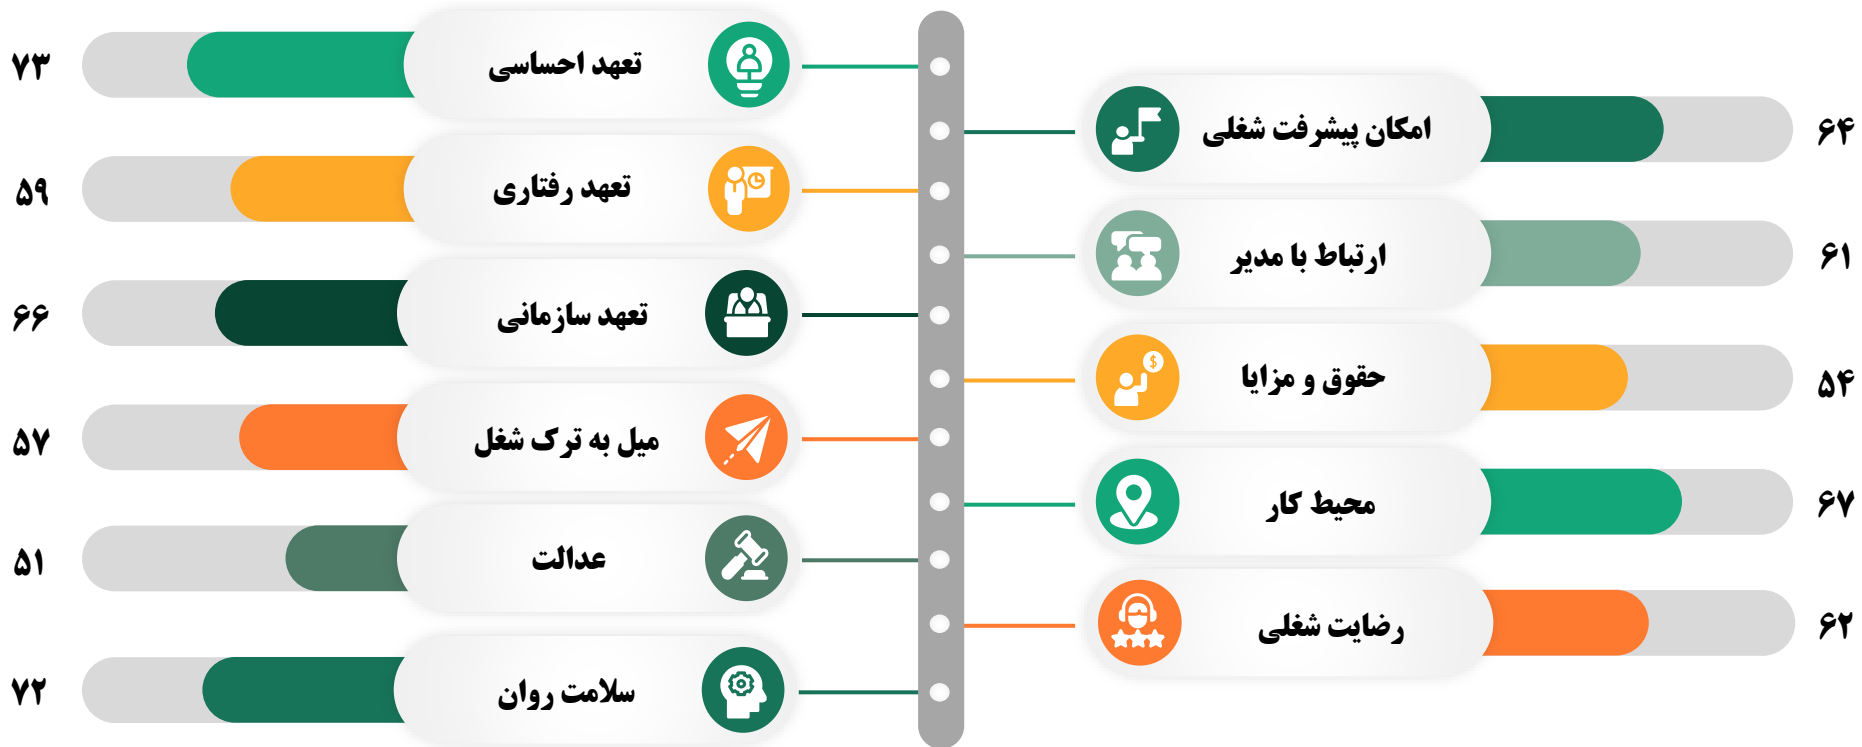 امکان پیشرفت شغلی
۶۴
ارتباط با مدیر
۶۱
حقوق و مزایا
۵۴
محیط کار
۶۷
رضایت شغلی
۶۲
تعهد احساسی
۷۳
تعهد رفتاری
۵۹
تعهد سازمانی
۶۶
میل به ترک شغل
۵۷
عدالت
۵۱
سلامت روان
۷۲